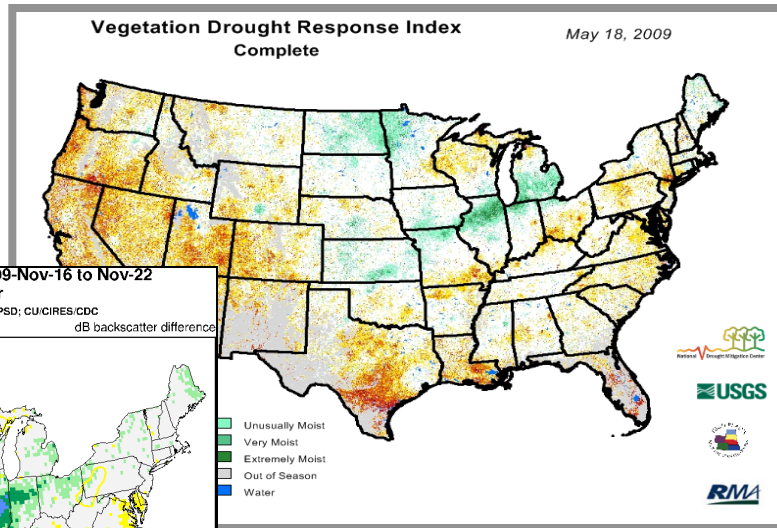 Vegetation Drought Response Index
Complete
May 18, 2009
09-Nov-16 to Nov-22
r
PSD; CU/CIRES/CDC
dB backscatter difference
Unusually Moist
Very Moist
Extremely Moist
Out of Season
Water
National Drought Mitigation Center
USGS
RMA